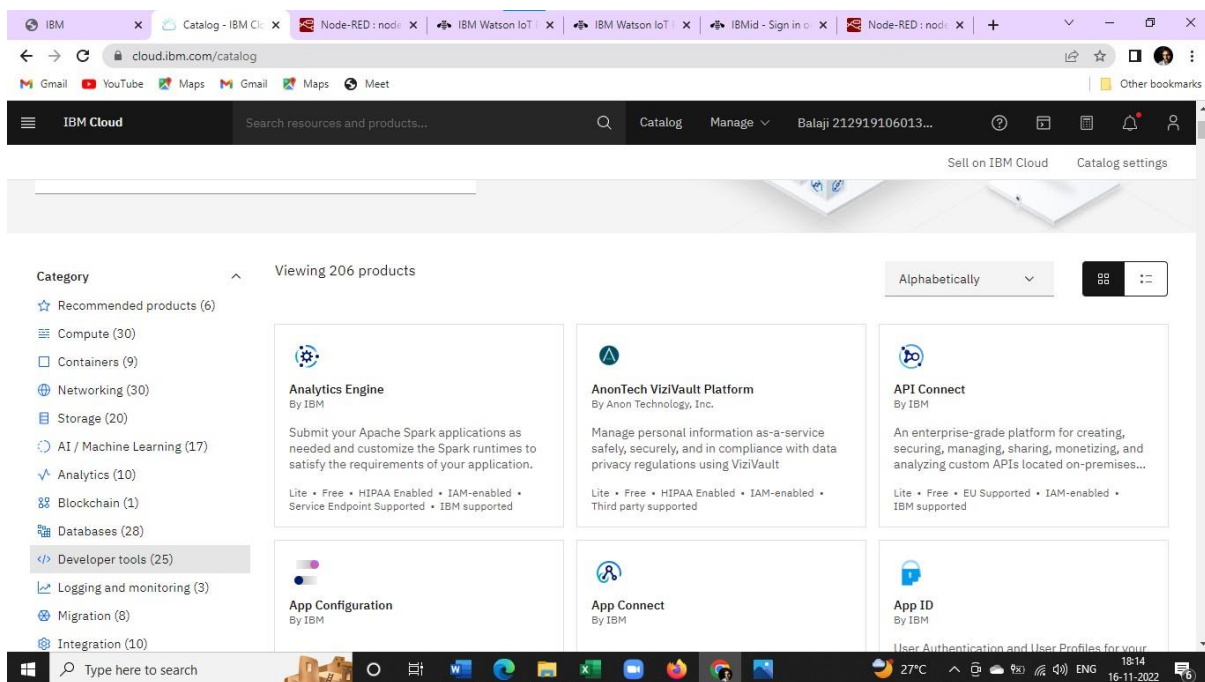 IBM
Catalog - IBM Clo
Node-RED : node
IBM Watson IoT P
IBM Watson IoT P
IBMid - Sign in o
Node-RED : node
cloud.ibm.com/catalog
Gmail
YouTube
Maps
Gmail
Maps
Meet
Other bookmarks
IBM Cloud
Search resources and products...
Catalog
Manage
Balaji 212919106013...
Sell on IBM Cloud
Catalog settings
Category
Recommended products (6)
Compute (30)
Containers (9)
Networking (30)
Storage (20)
AI / Machine Learning (17)
Analytics (10)
Blockchain (1)
Databases (28)
Developer tools (25)
Logging and monitoring (3)
Migration (8)
Integration (10)
Viewing 206 products
Alphabetically
Analytics Engine
By IBM
Submit your Apache Spark applications as
needed and customize the Spark runtimes to
satisfy the requirements of your application.
Lite • Free • HIPAA Enabled • IAM-enabled •
Service Endpoint Supported • IBM supported
AnonTech ViziVault Platform
By Anon Technology, Inc.
Manage personal information as-a-service
safely, securely, and in compliance with data
privacy regulations using ViziVault
Lite • Free • HIPAA Enabled • IAM-enabled •
Third party supported
API Connect
By IBM
An enterprise-grade platform for creating,
securing, managing, sharing, monetizing, and
analyzing custom APIs located on-premises...
Lite • Free • EU Supported • IAM-enabled •
IBM supported
App Configuration
By IBM
App Connect
By IBM
App ID
By IBM
User Authentication and User Profiles for your
Type here to search
27°C
ENG
18:14
16-11-2022